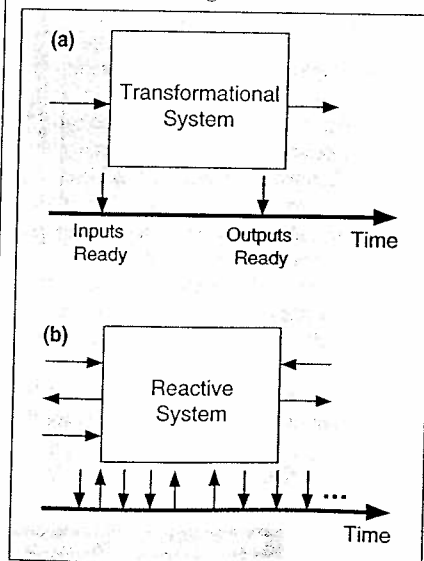 (a)
Transformational
System
Inputs
Ready
Outputs
Ready
Time
(b)
Reactive
System
...
Time